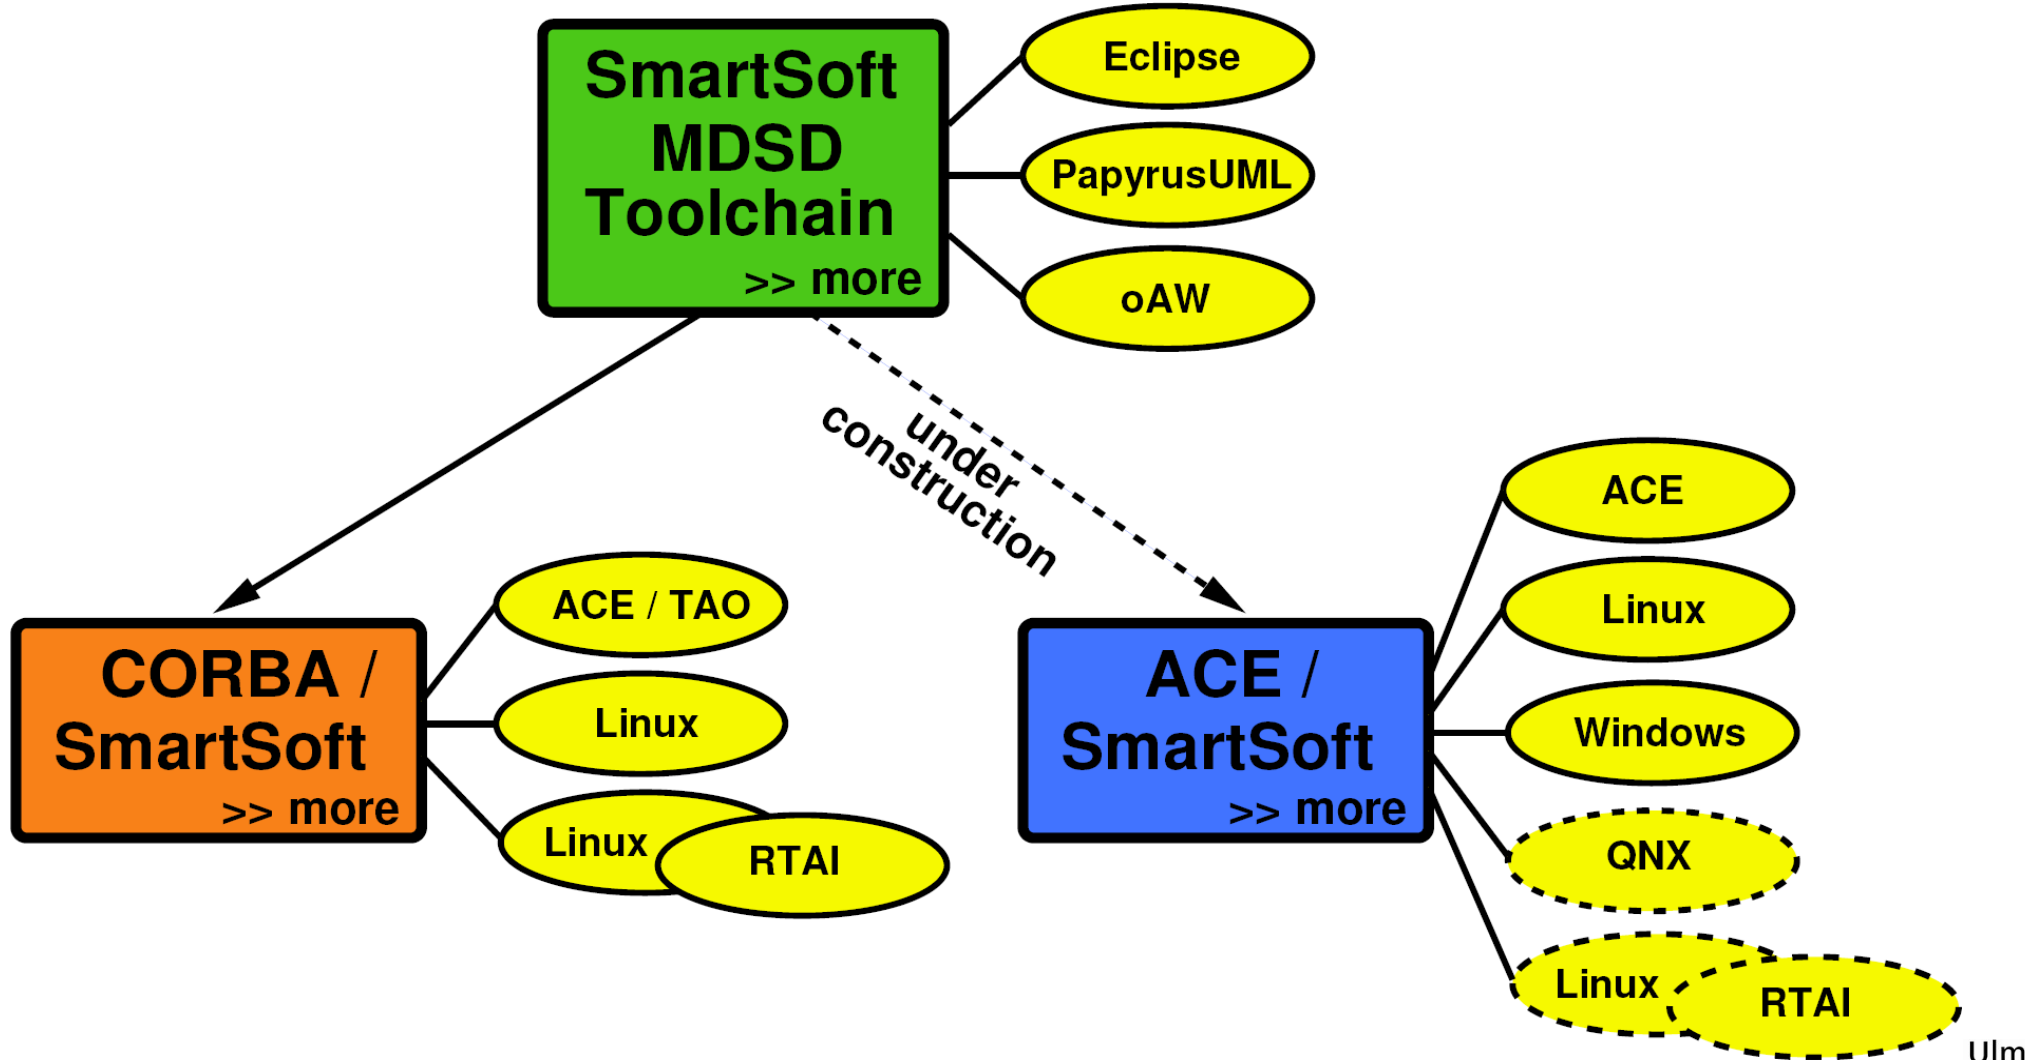 SmartSoft
MDSD
Toolchain
>> more
Eclipse
PapyrusUML
oAW
under
construction
CORBA /
SmartSoft
>> more
ACE / TAO
Linux
Linux
RTAI
ACE /
SmartSoft
>> more
ACE
Linux
Windows
QNX
Linux
RTAI
Ulm